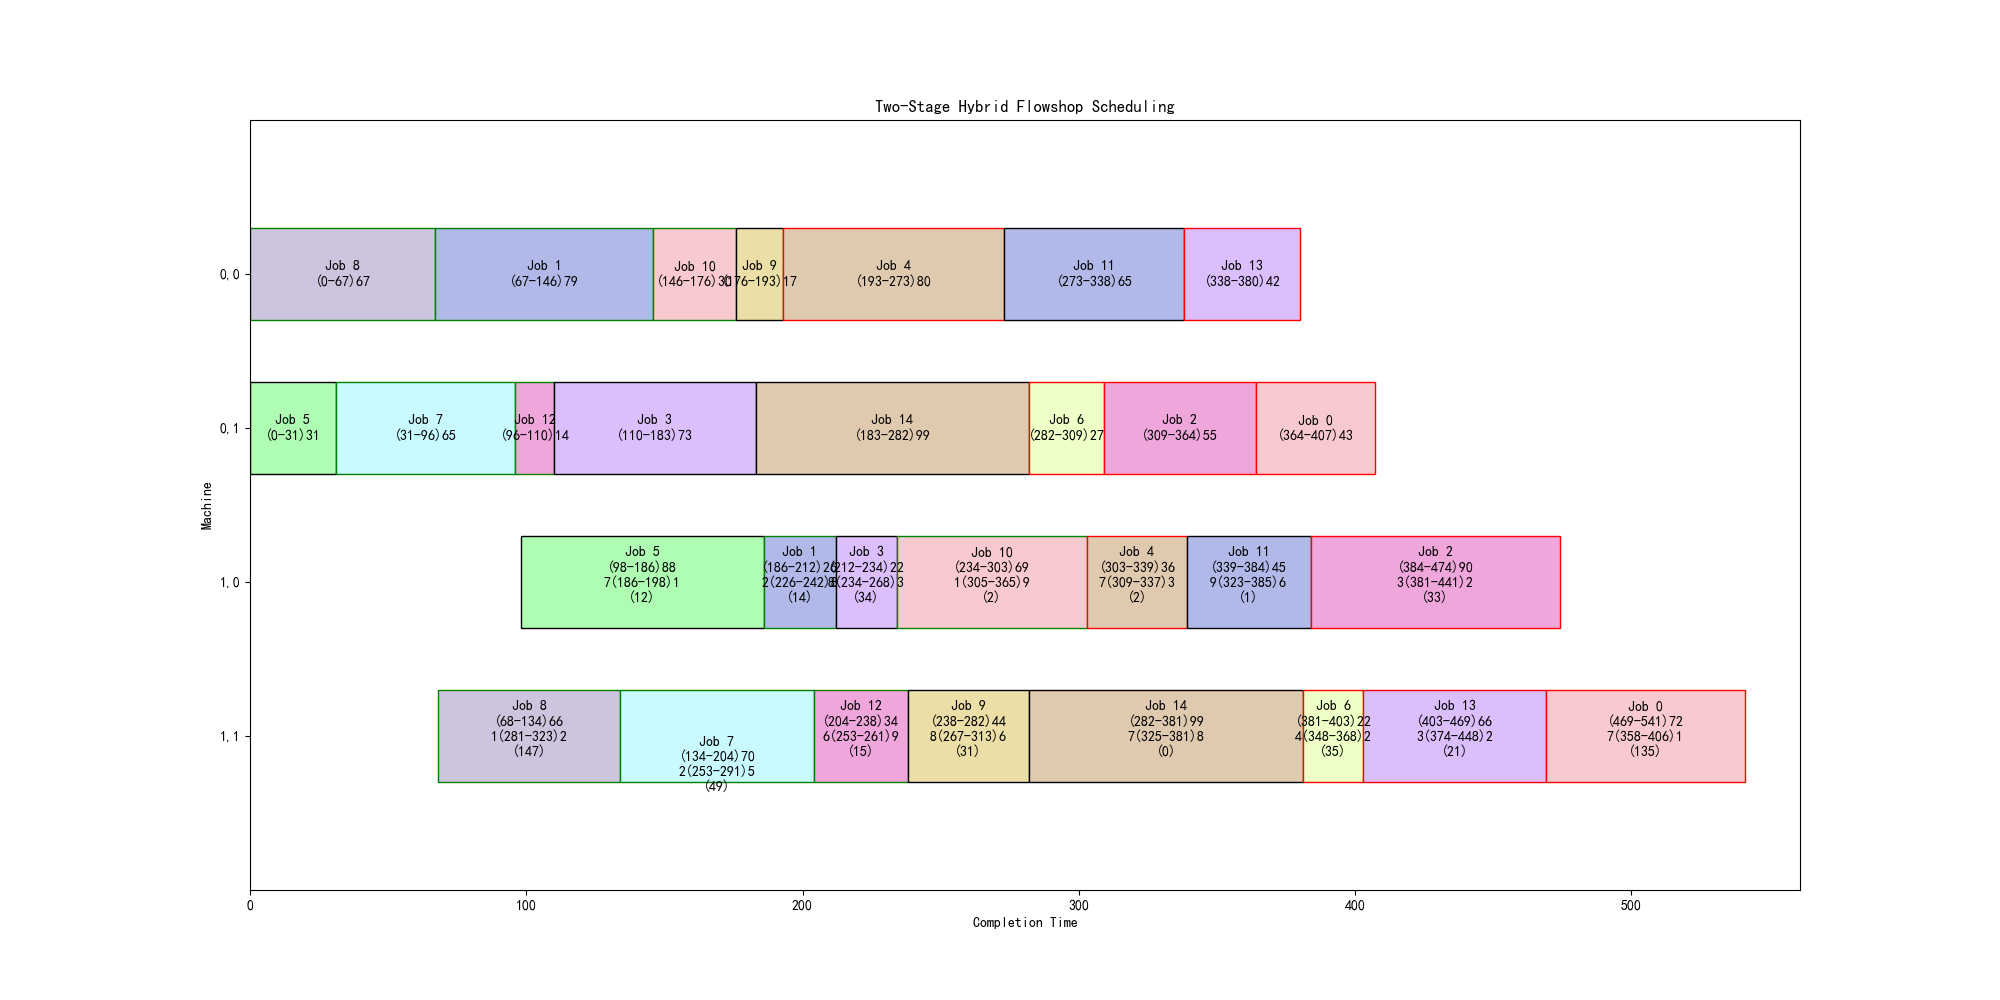 Two-Stage Hybrid Flowshop Scheduling
Machine
0,0
Job 8
(0-67)67
Job 1
(67-146)79
Job 10
(146-176)30
Job 9
(176-193)17
Job 4
(193-273)80
Job 11
(273-338)65
Job 13
(338-380)42
0,1
Job 5
(0-31)31
Job 7
(31-96)65
Job 12
(96-110)14
Job 3
(110-183)73
Job 14
(183-282)99
Job 6
(282-309)27
Job 2
(309-364)55
Job 0
(364-407)43
1,0
Job 5
(98-186)88
7(186-198)1
(12)
Job 1
(186-212)26
(14)
Job 3
(212-234)22
(34)
Job 10
(234-303)69
1(305-365)9
(2)
Job 4
(303-339)36
7(309-337)3
(2)
Job 11
(339-384)45
9(323-385)6
(1)
Job 2
(384-474)90
3(381-441)2
(33)
1,1
Job 8
(68-134)66
1(281-323)2
(147)
Job 7
(134-204)70
2(253-291)5
(49)
Job 12
(204-238)34
6(253-261)9
(15)
Job 9
(238-282)44
8(267-313)6
(31)
Job 14
(282-381)99
7(325-381)8
(0)
Job 6
(381-403)22
4(348-368)2
(35)
Job 13
(403-469)66
3(374-448)2
(21)
Job 0
(469-541)72
7(358-406)1
(135)
0
100
200
300
400
500
Completion Time